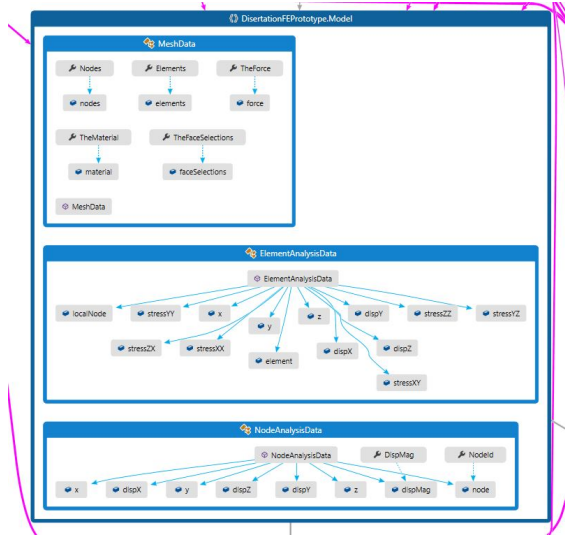 DisertationFEPrototype.Model
MeshData
Nodes Elements TheForce
nodes elements force
TheMaterial TheFaceSelections
material faceSelections
MeshData
ElementAnalysisData
ElementAnalysisData
localNode stressYY x z dispY stressZZ stressYZ
y
stressZX stressXX dispX dispZ
element
stressXY
NodeAnalysisData
NodeAnalysisData DispMag NodeId
x dispX y dispZ dispY z dispMag node